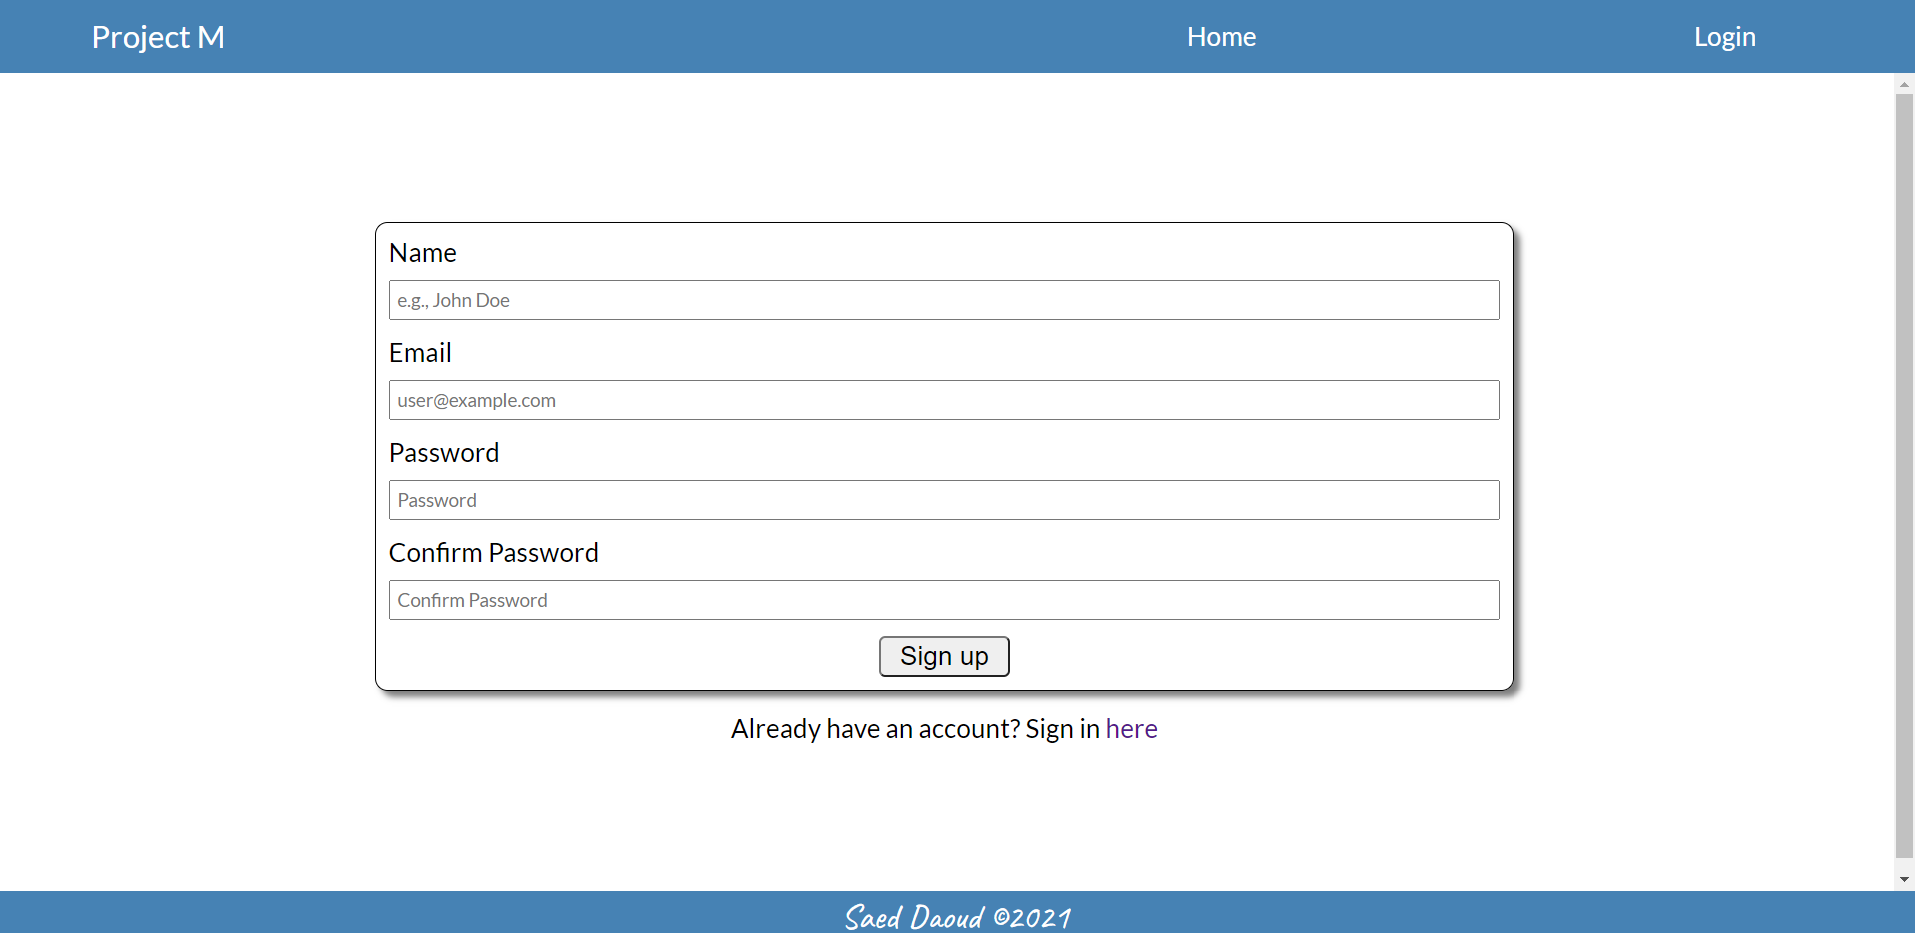 Project M Home Login
Name
e.g., John Doe
Email
user@example.com
Password
Password
Confirm Password
Confirm Password
Sign up
Already have an account? Sign in here
Saed Daoud ©2021